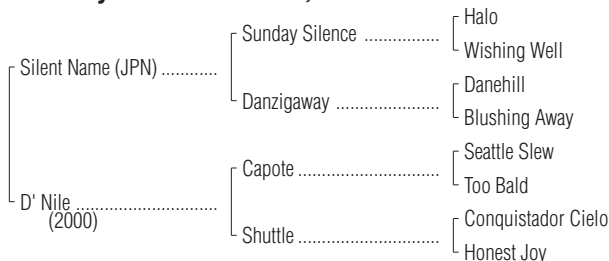 Halo
Sunday Silence ................
Wishing Well
Silent Name (JPN) ............
Danehill
Danzigaway ......................
Blushing Away
Seattle Slew
Capote ..............................
Too Bald
D' Nile ..............................
(2000)
Conquistador Cielo
Shuttle ..............................
Honest Joy